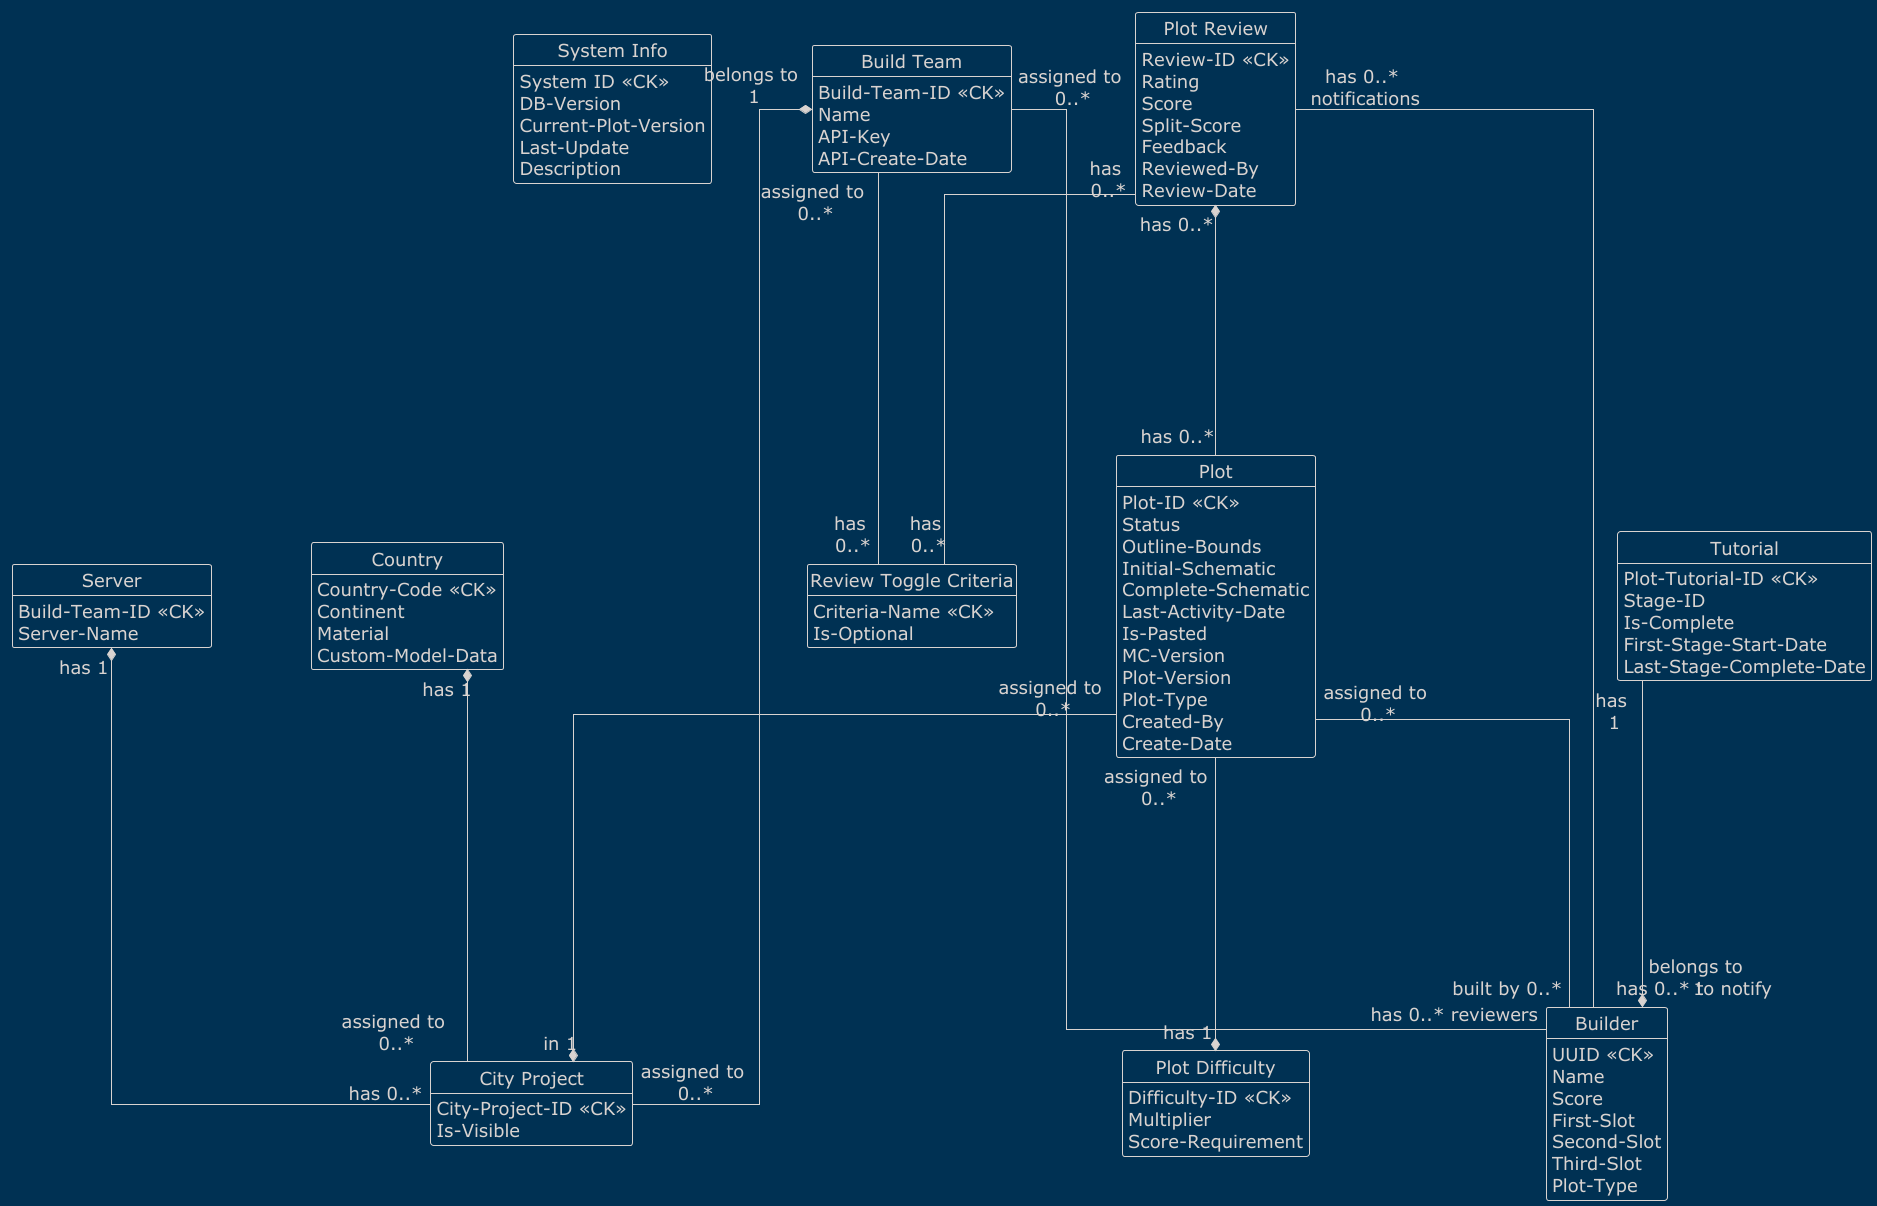 System Info
System ID «CK»
DB-Version
Current-Plot-Version
Last-Update
Description
belongs to
1
Build Team
Build-Team-ID «CK»
Name
API-Key
API-Create-Date
assigned to
0..*
assigned to
0..*
Plot Review
Review-ID «CK»
Rating
Score
Split-Score
Feedback
Reviewed-By
Review-Date
has 0..*
notifications
has
0..*
has 0..*
has 0..*
Plot
Plot-ID «CK»
Status
Outline-Bounds
Initial-Schematic
Complete-Schematic
Last-Activity-Date
Is-Pasted
MC-Version
Plot-Version
Plot-Type
Created-By
Create-Date
has
0..*
has
0..*
Review Toggle Criteria
Criteria-Name «CK»
Is-Optional
Server
Build-Team-ID «CK»
Server-Name
has 1
Country
Country-Code «CK»
Continent
Material
Custom-Model-Data
has 1
Tutorial
Plot-Tutorial-ID «CK»
Stage-ID
Is-Complete
First-Stage-Start-Date
Last-Stage-Complete-Date
has
1
assigned to
0..*
assigned to
0..*
assigned to
0..*
assigned to
0..*
in 1
has 0..*
City Project
City-Project-ID «CK»
Is-Visible
assigned to
0..*
has 1
Plot Difficulty
Difficulty-ID «CK»
Multiplier
Score-Requirement
built by 0..*
has 0..* reviewers
belongs to
1
has 0..* to notify
Builder
UUID «CK»
Name
Score
First-Slot
Second-Slot
Third-Slot
Plot-Type